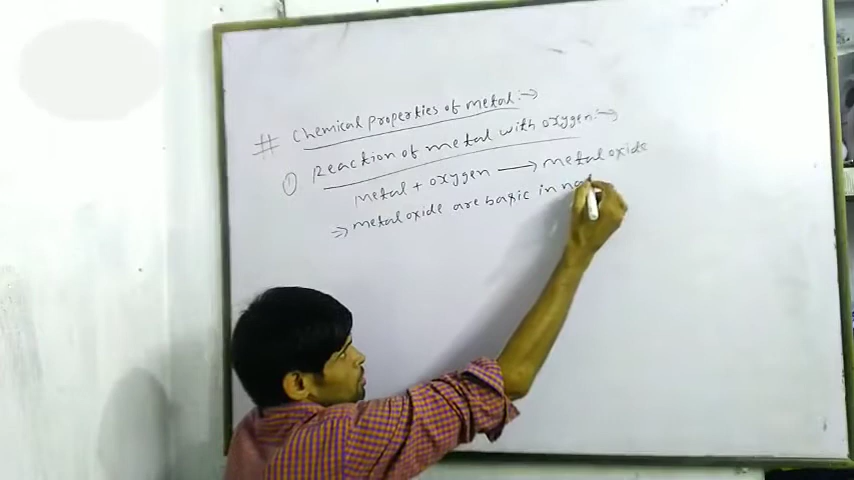 # Chemical properties of metal:→
① Reaction of metal with oxygen:→
metal + oxygen → metal oxide
⇒ metal oxide are basic in na